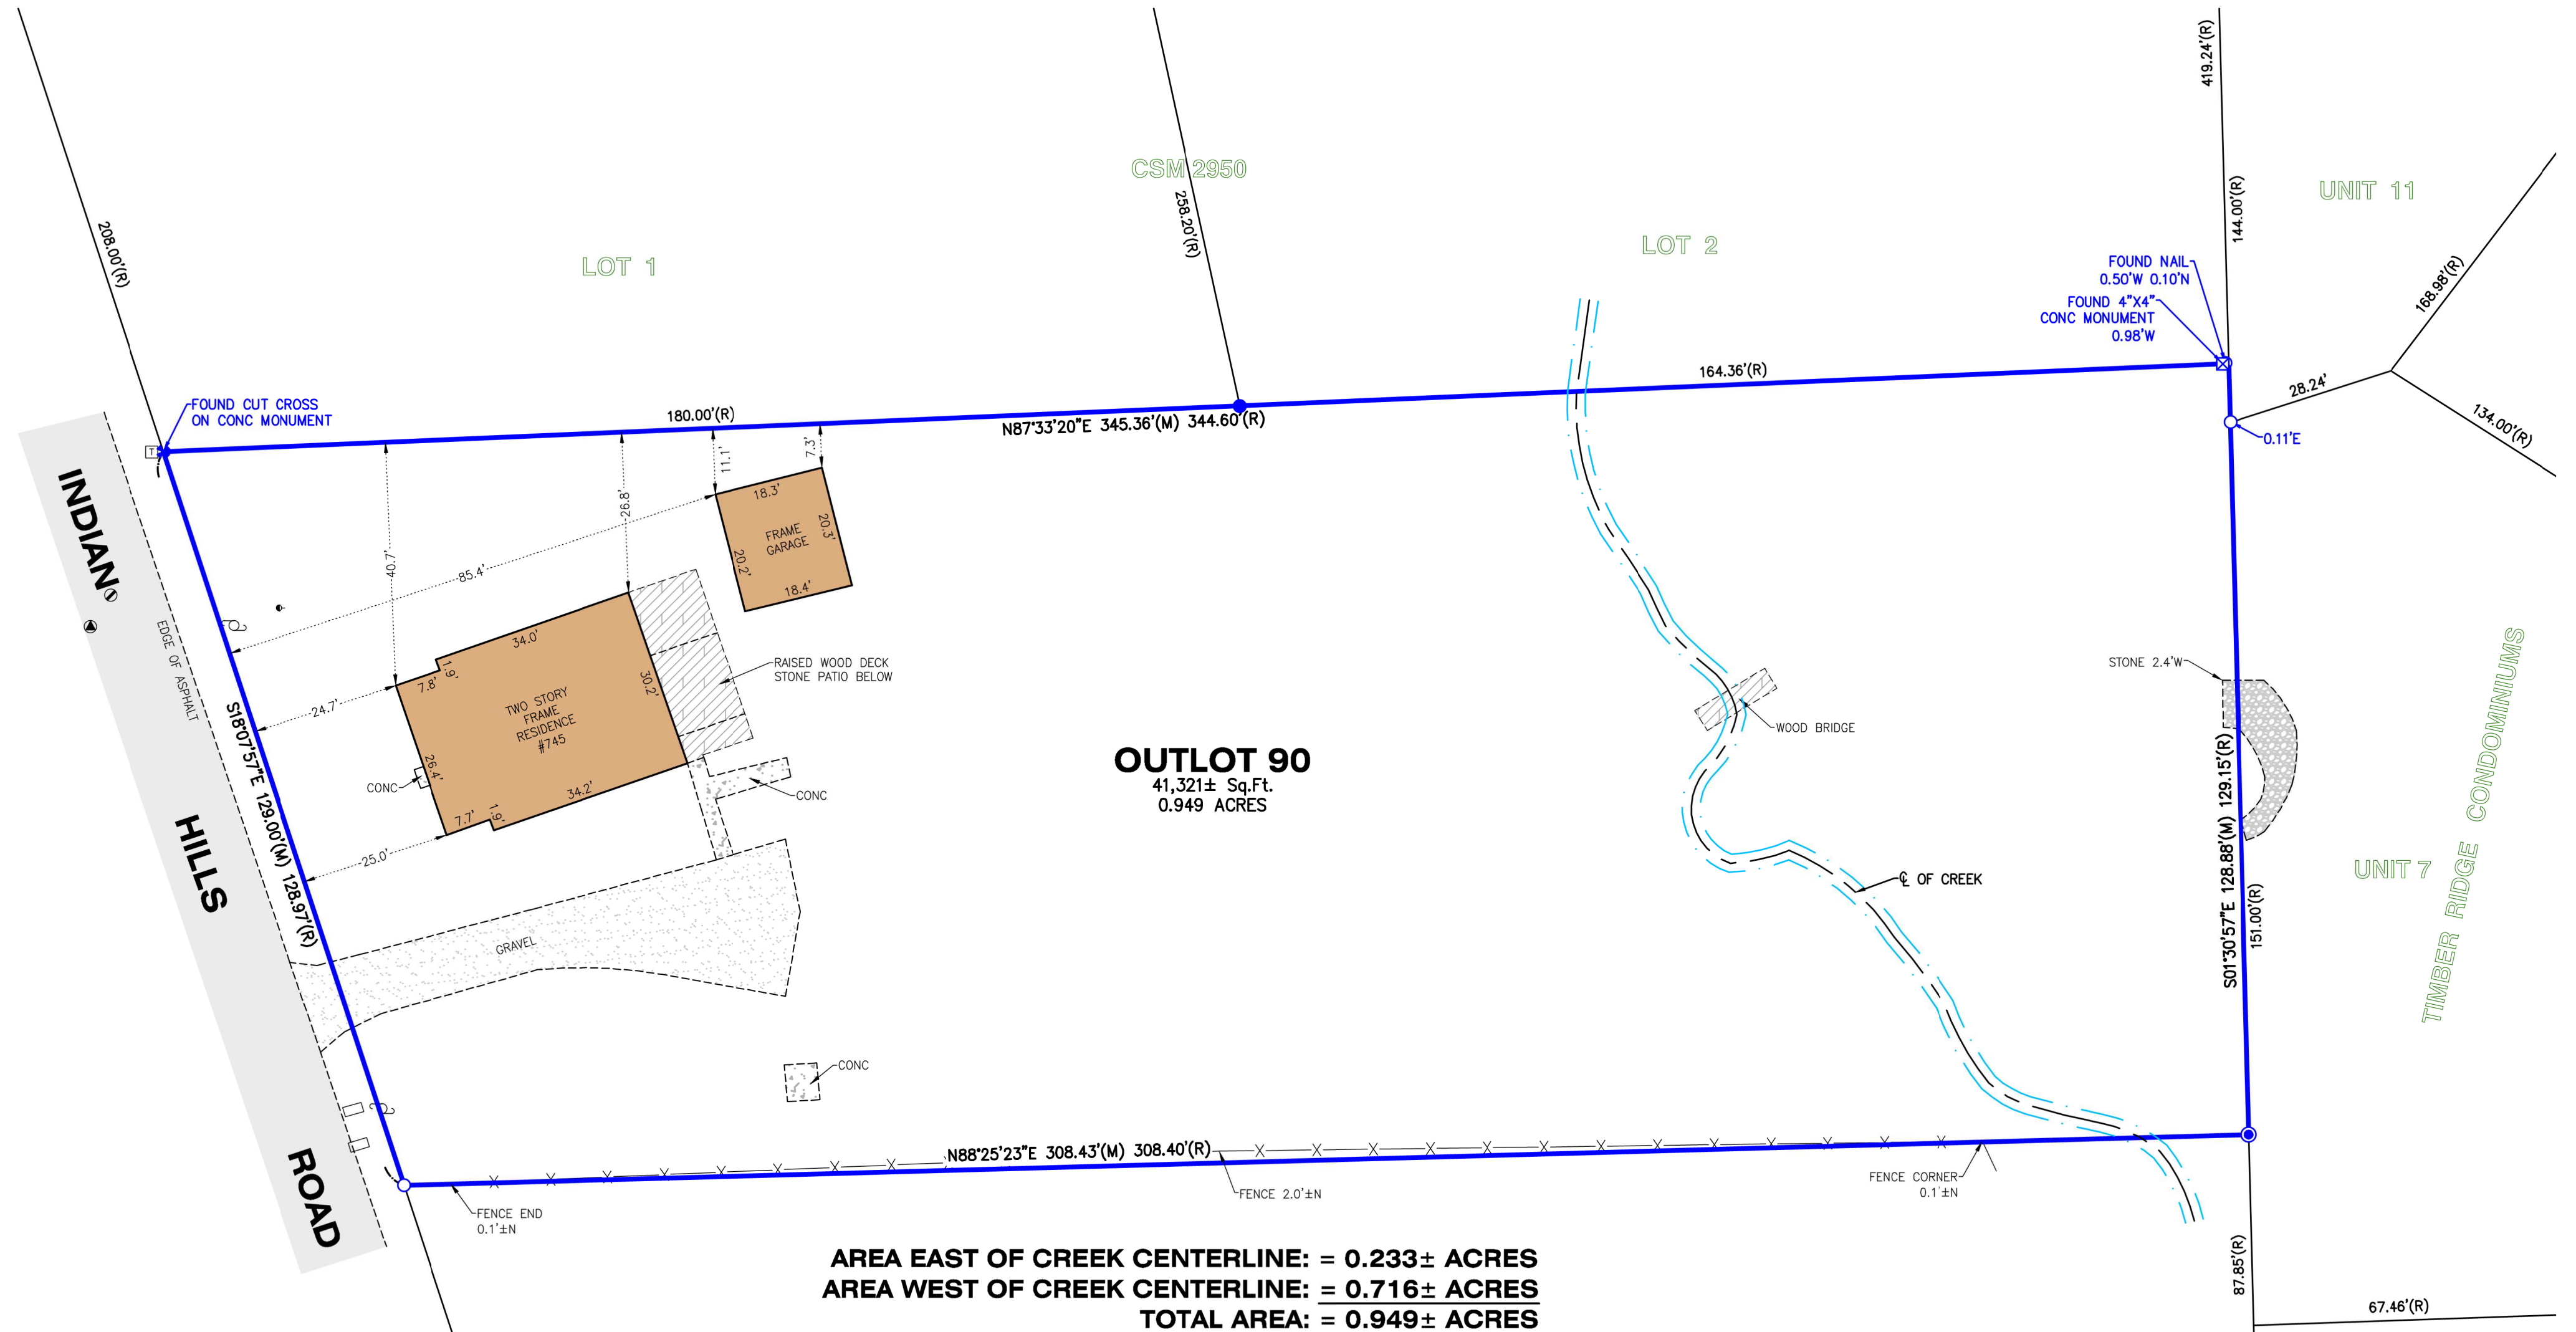 419.24'(R)
CSM 2950
258.20'(R)
144.00'(R)
UNIT 11
208.00'(R)
LOT 1
LOT 2
FOUND NAIL
0.50'W 0.10'N
FOUND 4"X4"
CONC MONUMENT
0.98'W
168.98'(R)
164.36'(R)
28.24'
134.00'(R)
0.11'E
FOUND CUT CROSS
ON CONC MONUMENT
T
180.00'(R)
N87°33'20"E 345.36'(M) 344.60'(R)
11.1'
7.3'
26.8'
40.7'
85.4'
18.3'
20.3'
FRAME
GARAGE
20.2'
18.4'
INDIAN
HILLS
ROAD
EDGE OF ASPHALT
S18°07'57"E 129.00'(M) 128.97'(R)
24.7'
34.0'
1.9'
7.8'
30.2'
TWO STORY
FRAME
RESIDENCE
#745
26.4'
34.2'
7.7'
1.9'
25.0'
CONC
RAISED WOOD DECK
STONE PATIO BELOW
CONC
GRAVEL
CONC
OUTLOT 90
41,321± Sq.Ft.
0.949 ACRES
WOOD BRIDGE
℄ OF CREEK
STONE 2.4'W
S01°30'57"E 128.88'(M) 129.15'(R)
151.00'(R)
UNIT 7
TIMBER RIDGE CONDOMINIUMS
N88°25'23"E 308.43'(M) 308.40'(R)
FENCE END
0.1'±N
FENCE 2.0'±N
FENCE CORNER
0.1'±N
87.85'(R)
67.46'(R)
AREA EAST OF CREEK CENTERLINE: = 0.233± ACRES
AREA WEST OF CREEK CENTERLINE: = 0.716± ACRES
TOTAL AREA: = 0.949± ACRES